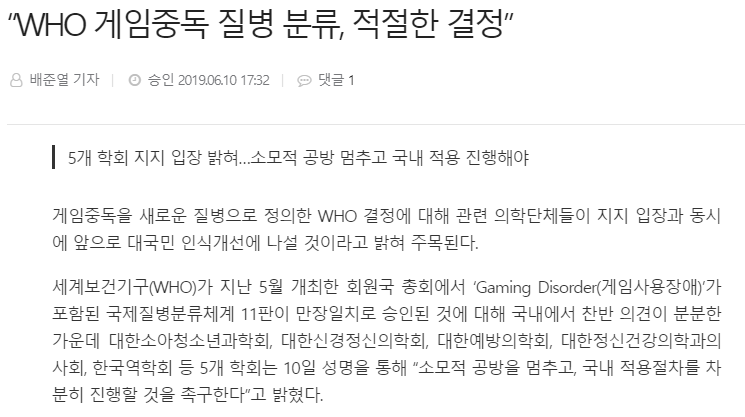 “WHO 게임중독 질병 분류, 적절한 결정”
배준열 기자 승인 2019.06.10 17:32 댓글 1
5개 학회 지지 입장 밝혀…소모적 공방 멈추고 국내 적용 진행해야
게임중독을 새로운 질병으로 정의한 WHO 결정에 대해 관련 의학단체들이 지지 입장과 동시
에 앞으로 대국민 인식개선에 나설 것이라고 밝혀 주목된다.
세계보건기구(WHO)가 지난 5월 개최한 회원국 총회에서 ‘Gaming Disorder(게임사용장애)’가
포함된 국제질병분류체계 11판이 만장일치로 승인된 것에 대해 국내에서 찬반 의견이 분분한
가운데 대한소아청소년과학회, 대한신경정신의학회, 대한예방의학회, 대한정신건강의학과의
사회, 한국역학회 등 5개 학회는 10일 성명을 통해 “소모적 공방을 멈추고, 국내 적용절차를 차
분히 진행할 것을 촉구한다”고 밝혔다.